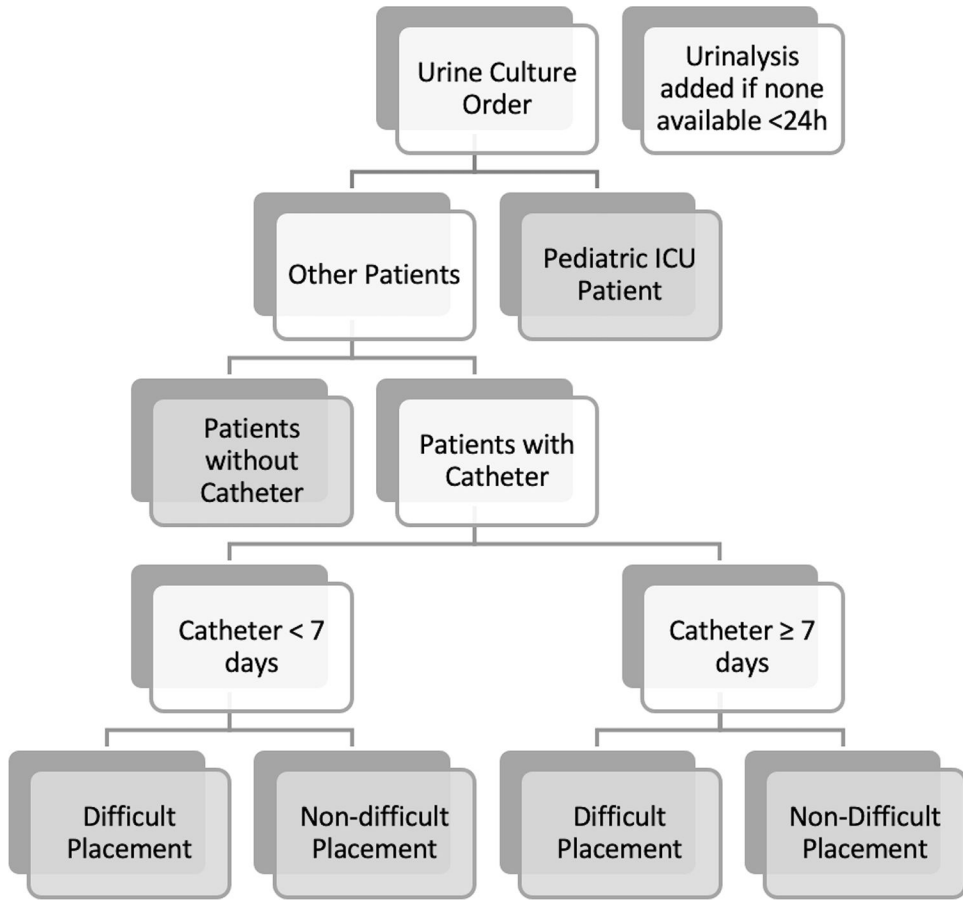 Urine Culture
Order
Urinalysis
added if none
available <24h
Other Patients
Pediatric ICU
Patient
Patients
without
Catheter
Patients with
Catheter
Catheter < 7
days
Catheter ≥ 7
days
Difficult
Placement
Non-difficult
Placement
Difficult
Placement
Non-Difficult
Placement